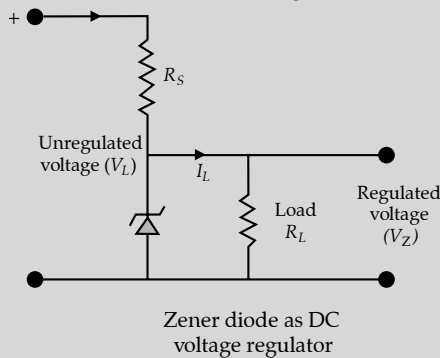 +
R_S
Unregulated
voltage (V_L)
I_L
Load
R_L
Regulated
voltage
(V_Z)
Zener diode as DC
voltage regulator